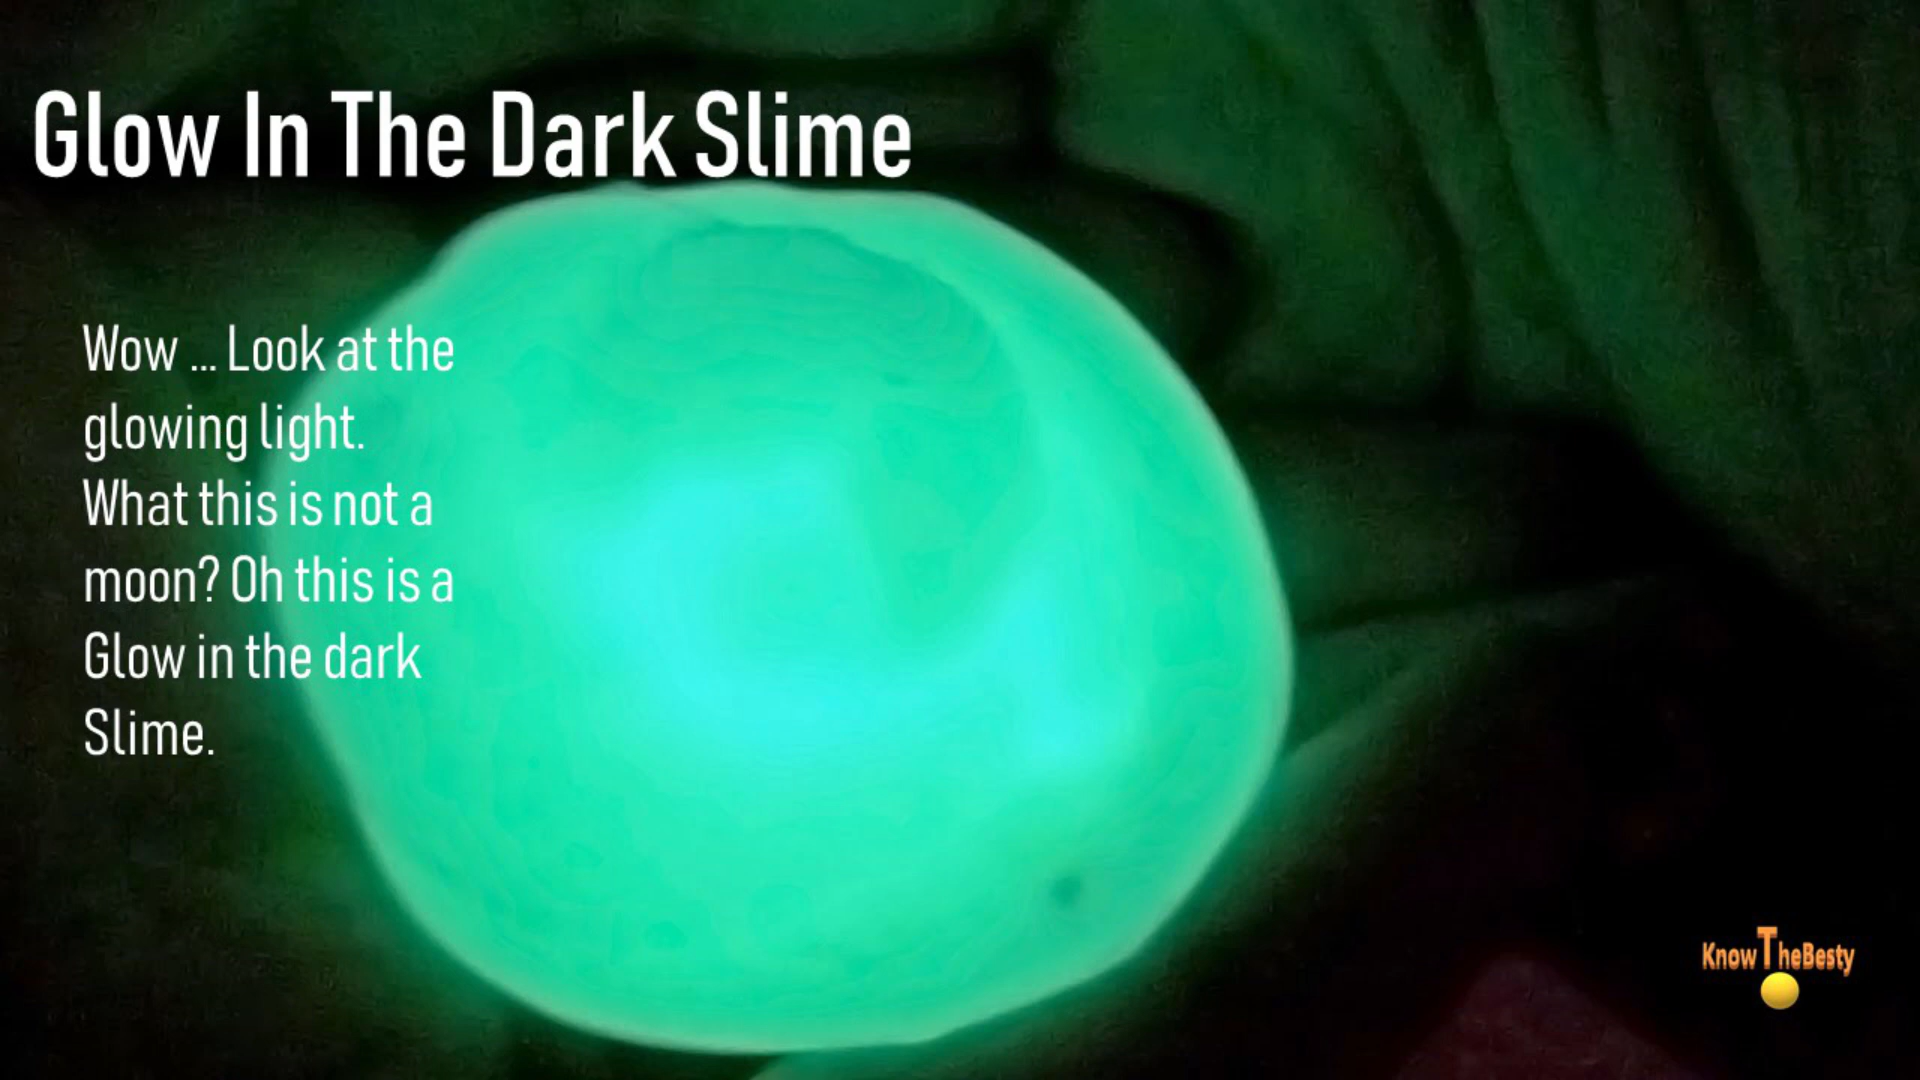 Glow In The Dark Slime
Wow ... Look at the
glowing light.
What this is not a
moon? Oh this is a
Glow in the dark
Slime.
KnowTheBesty